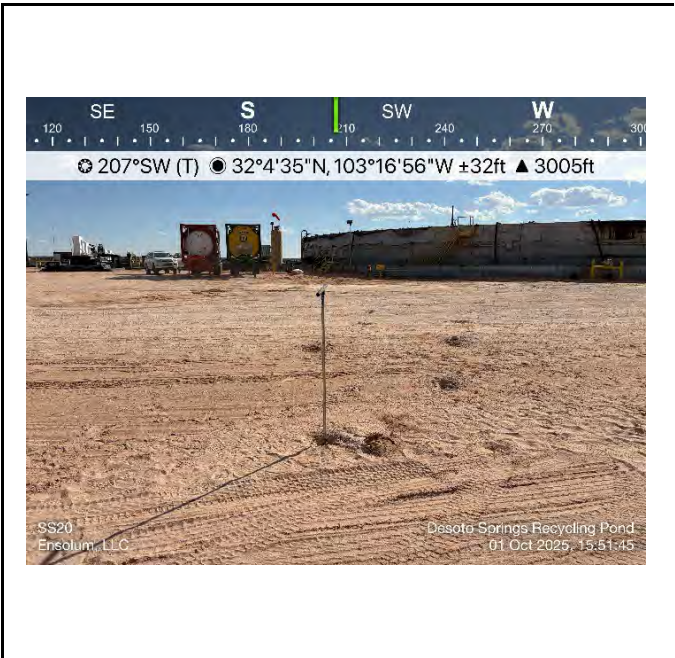 SE S SW W
120 150 180 210 240 270 300
207°SW (T) 32°4'35"N, 103°16'56"W ±32ft ▲ 3005ft
SS20
Ensolum, LLC
Desoto Springs Recycling Pond
01 Oct 2025, 15:51:45